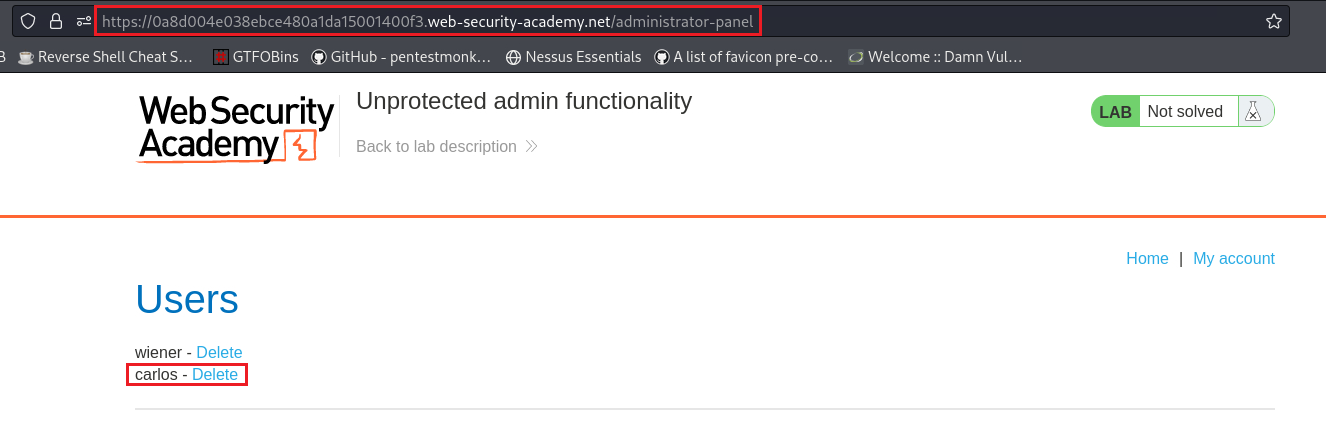 https://0a8d004e038ebce480a1da15001400f3.web-security-academy.net/administrator-panel
B Reverse Shell Cheat S… GTFOBins GitHub - pentestmonk… Nessus Essentials A list of favicon pre-co… Welcome :: Damn Vul…
Web Security
Academy
Unprotected admin functionality
Back to lab description
LAB Not solved
Home | My account
Users
wiener - Delete
carlos - Delete